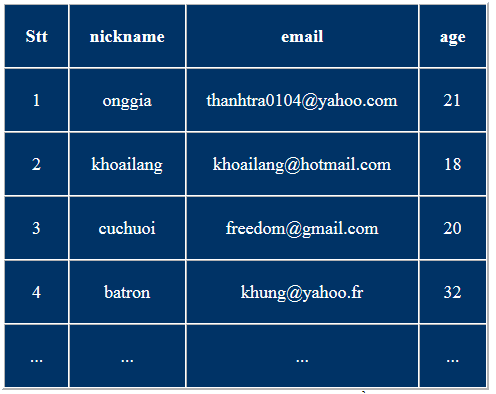 Stt nickname email age
1 onggia thanhtra0104@yahoo.com 21
2 khoailang khoailang@hotmail.com 18
3 cuchuoi freedom@gmail.com 20
4 batron khung@yahoo.fr 32
... ... ... ...